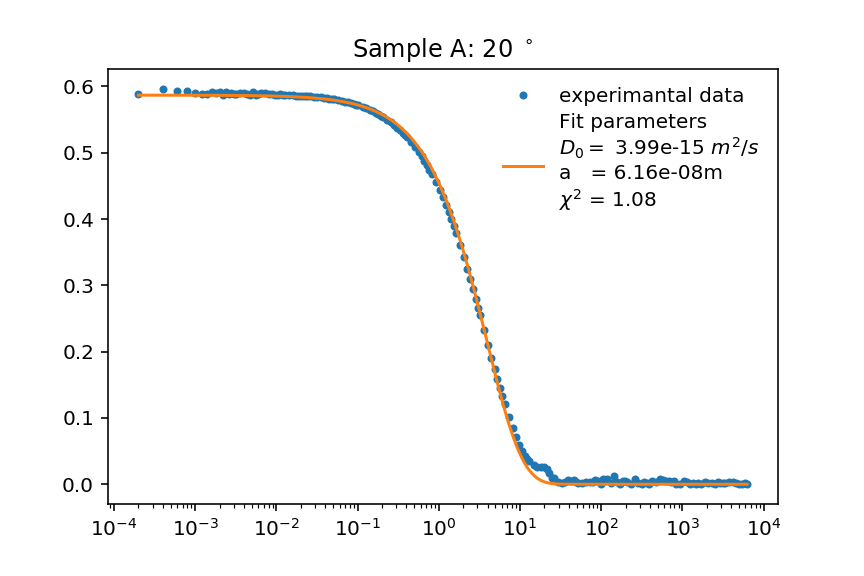 Sample A: 20 °
0.6
0.5
0.4
0.3
0.2
0.1
0.0
experimantal data
Fit parameters
D₀ = 3.99e-15 m²/s
a = 6.16e-08m
χ² = 1.08
10⁻⁴ 10⁻³ 10⁻² 10⁻¹ 10⁰ 10¹ 10² 10³ 10⁴